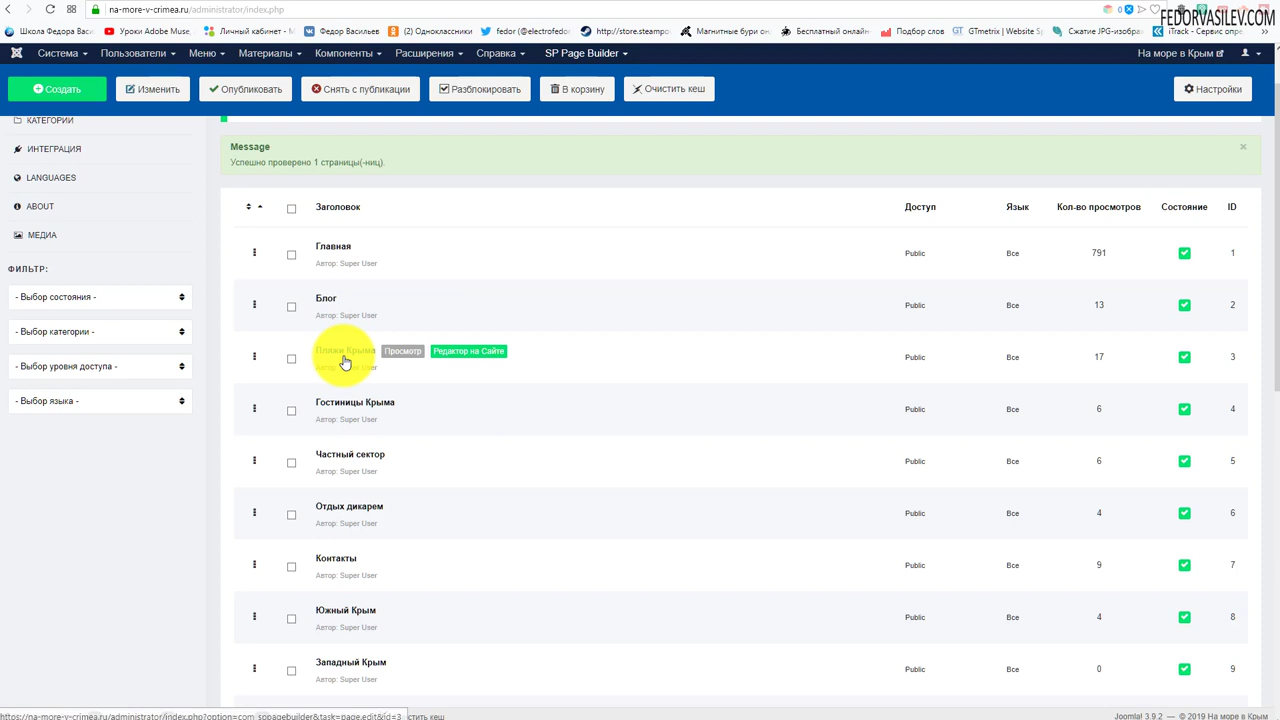 na-more-v-crimea.ru/administrator/index.php
0
FEDORVASILEV.COM
Школа Федора Васи
Уроки Adobe Muse,
Личный кабинет - М
Федор Васильев
(2) Одноклассники
fedor (@electrofedor)
http://store.steampo
Магнитные бури он
Бесплатный онлайн
Подбор слов
GTmetrix | Website Sp
Сжатие JPG-изобра
iTrack - Сервис опре
Система
Пользователи
Меню
Материалы
Компоненты
Расширения
Справка
SP Page Builder
На море в Крым
Создать
Изменить
Опубликовать
Снять с публикации
Разблокировать
В корзину
Очистить кеш
Настройки
КАТЕГОРИИ
ИНТЕГРАЦИЯ
LANGUAGES
ABOUT
МЕДИА
ФИЛЬТР:
- Выбор состояния -
- Выбор категории -
- Выбор уровня доступа -
- Выбор языка -
Message
Успешно проверено 1 страницы(-ниц).
Заголовок Доступ Язык Кол-во просмотров Состояние ID
Главная
Автор: Super User
Public Все 791 1
Блог
Автор: Super User
Public Все 13 2
Пляжи Крыма Просмотр Редактор на Сайте
Автор: Super User
Public Все 17 3
Гостиницы Крыма
Автор: Super User
Public Все 6 4
Частный сектор
Автор: Super User
Public Все 6 5
Отдых дикарем
Автор: Super User
Public Все 4 6
Контакты
Автор: Super User
Public Все 9 7
Южный Крым
Автор: Super User
Public Все 4 8
Западный Крым
Автор: Super User
Public Все 0 9
https://na-more-v-crimea.ru/administrator/index.php?option=com_sppagebuilder&task=page.edit&id=3
стить кеш
Joomla! 3.9.2 — © 2019 На море в Крым